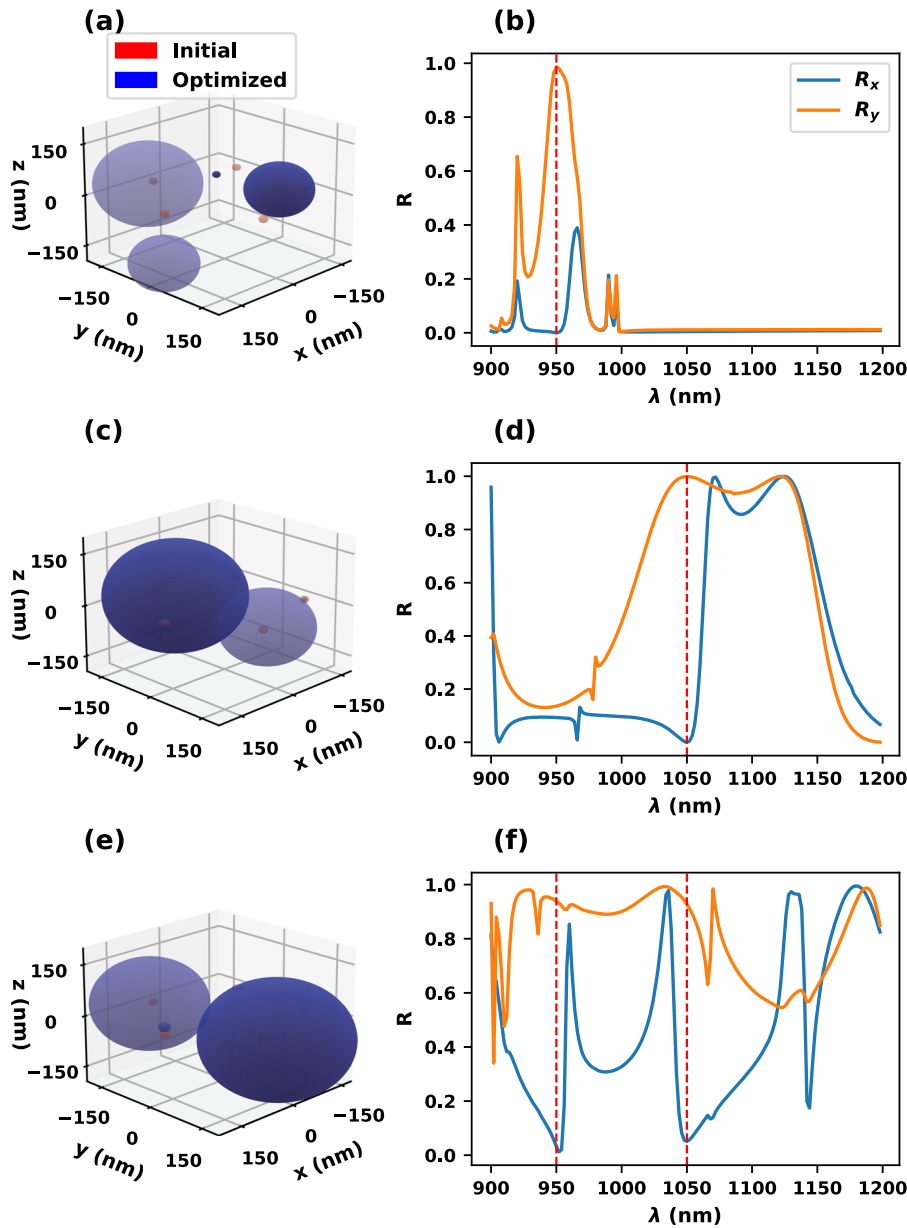 (a)
Initial
Optimized
150
0
−150
z (nm)
−150
0
150
y (nm)
150
0
−150
x (nm)
(b)
R_x
R_y
1.0
0.8
0.6
0.4
0.2
0.0
R
900
950
1000
1050
1100
1150
1200
λ (nm)
(c)
150
0
−150
z (nm)
−150
0
150
y (nm)
150
0
−150
x (nm)
(d)
1.0
0.8
0.6
0.4
0.2
0.0
R
900
950
1000
1050
1100
1150
1200
λ (nm)
(e)
150
0
−150
z (nm)
−150
0
150
y (nm)
150
0
−150
x (nm)
(f)
1.0
0.8
0.6
0.4
0.2
0.0
R
900
950
1000
1050
1100
1150
1200
λ (nm)